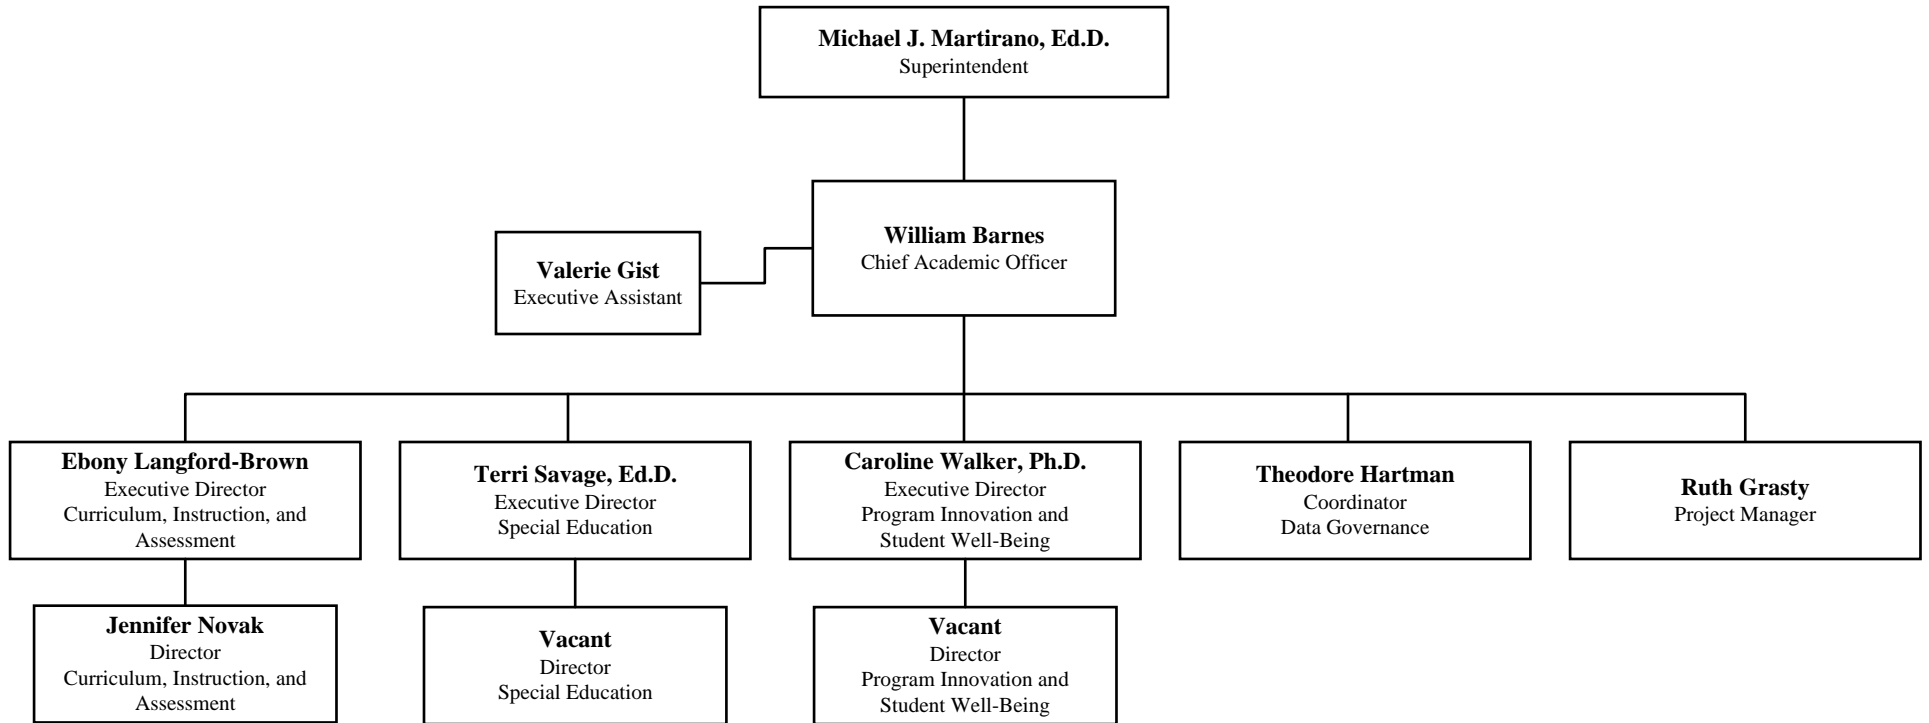 Michael J. Martirano, Ed.D.
Superintendent
William Barnes
Chief Academic Officer
Valerie Gist
Executive Assistant
Ebony Langford-Brown
Executive Director
Curriculum, Instruction, and
Assessment
Terri Savage, Ed.D.
Executive Director
Special Education
Caroline Walker, Ph.D.
Executive Director
Program Innovation and
Student Well-Being
Theodore Hartman
Coordinator
Data Governance
Ruth Grasty
Project Manager
Jennifer Novak
Director
Curriculum, Instruction, and
Assessment
Vacant
Director
Special Education
Vacant
Director
Program Innovation and
Student Well-Being